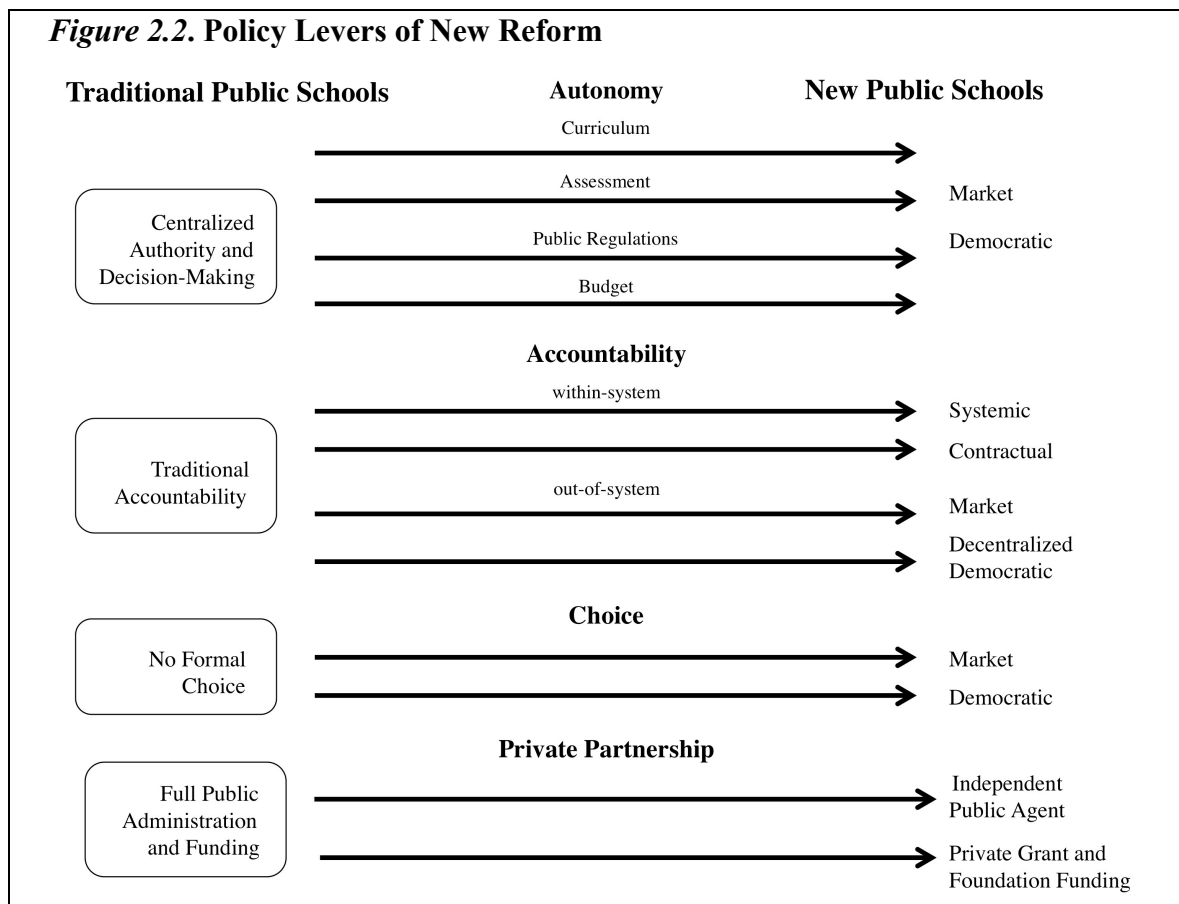 Figure 2.2. Policy Levers of New Reform
Traditional Public Schools
Autonomy
New Public Schools
Curriculum
Assessment
Public Regulations
Budget
Centralized
Authority and
Decision-Making
Market
Democratic
Accountability
within-system
out-of-system
Traditional
Accountability
Systemic
Contractual
Market
Decentralized
Democratic
Choice
No Formal
Choice
Market
Democratic
Private Partnership
Full Public
Administration
and Funding
Independent
Public Agent
Private Grant and
Foundation Funding